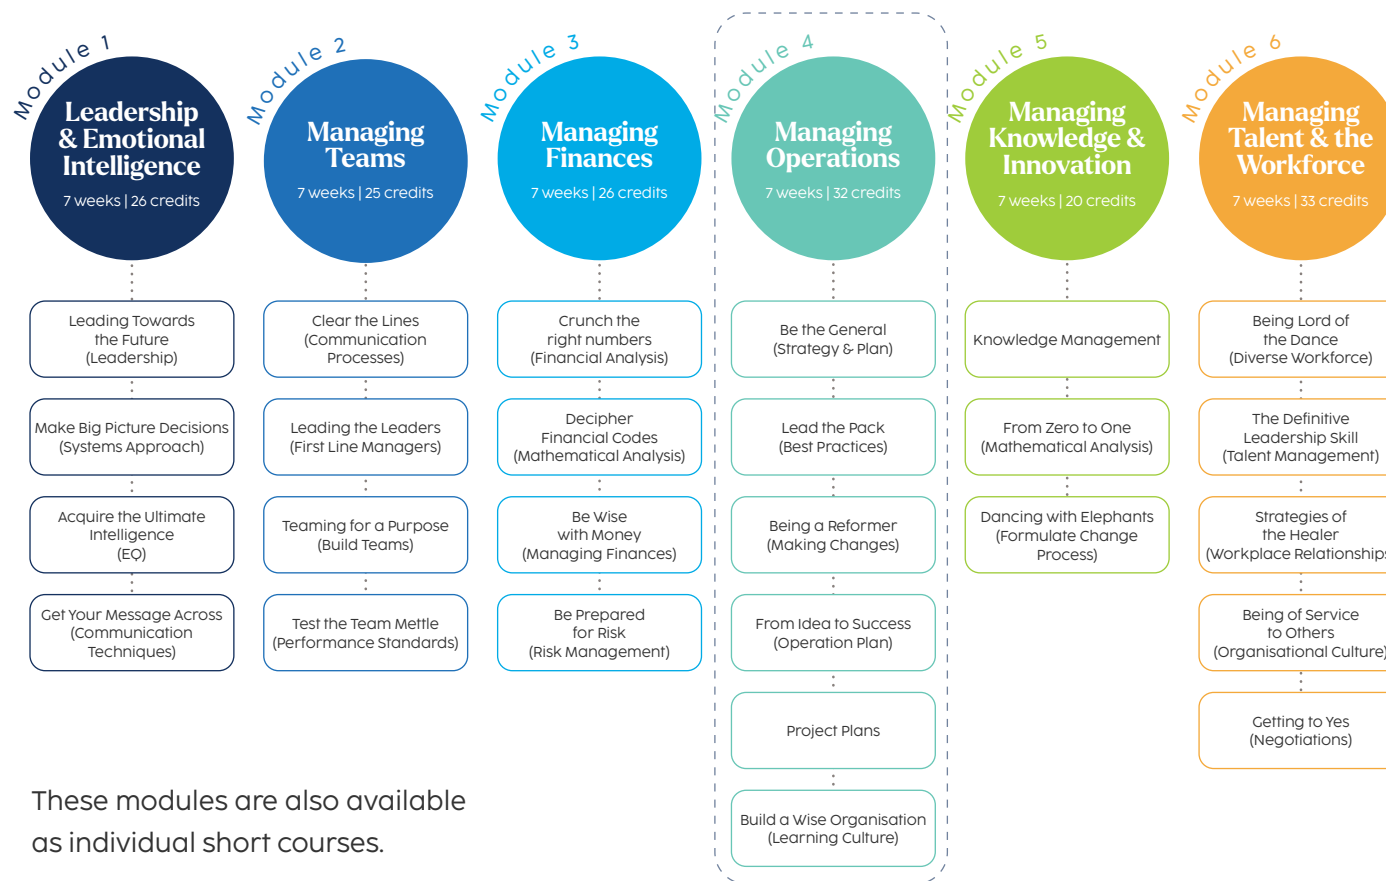 Module 1
Leadership
& Emotional
Intelligence
7 weeks | 26 credits
Leading Towards
the Future
(Leadership)
Make Big Picture Decisions
(Systems Approach)
Acquire the Ultimate
Intelligence
(EQ)
Get Your Message Across
(Communication
Techniques)
Module 2
Managing
Teams
7 weeks | 25 credits
Clear the Lines
(Communication
Processes)
Leading the Leaders
(First Line Managers)
Teaming for a Purpose
(Build Teams)
Test the Team Mettle
(Performance Standards)
Module 3
Managing
Finances
7 weeks | 26 credits
Crunch the
right numbers
(Financial Analysis)
Decipher
Financial Codes
(Mathematical Analysis)
Be Wise
with Money
(Managing Finances)
Be Prepared
for Risk
(Risk Management)
Module 4
Managing
Operations
7 weeks | 32 credits
Be the General
(Strategy & Plan)
Lead the Pack
(Best Practices)
Being a Reformer
(Making Changes)
From Idea to Success
(Operation Plan)
Project Plans
Build a Wise Organisation
(Learning Culture)
Module 5
Managing
Knowledge &
Innovation
7 weeks | 20 credits
Knowledge Management
From Zero to One
(Mathematical Analysis)
Dancing with Elephants
(Formulate Change
Process)
Module 6
Managing
Talent & the
Workforce
7 weeks | 33 credits
Being Lord of
the Dance
(Diverse Workforce)
The Definitive
Leadership Skill
(Talent Management)
Strategies of
the Healer
(Workplace Relationships
Being of Service
to Others
(Organisational Culture)
Getting to Yes
(Negotiations)
These modules are also available
as individual short courses.